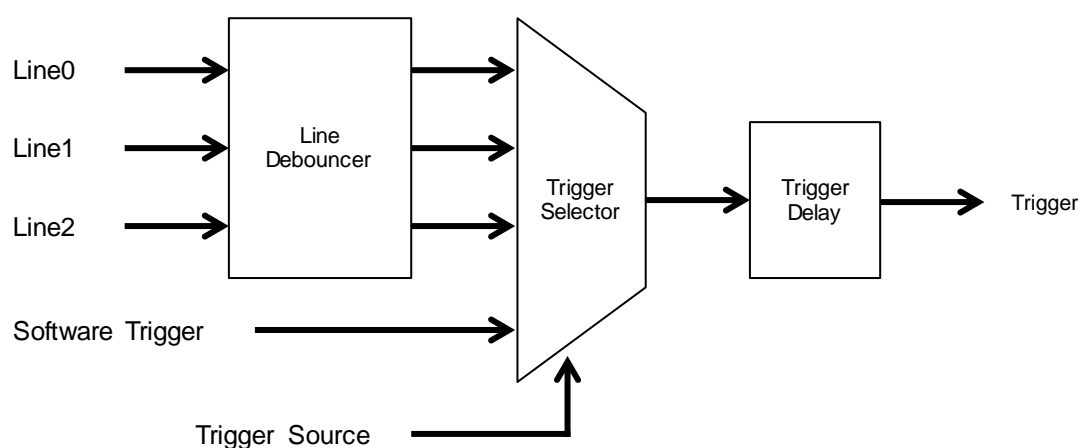 Line0
Line1
Line2
Line
Debouncer
Trigger
Selector
Trigger
Delay
Trigger
Software Trigger
Trigger Source